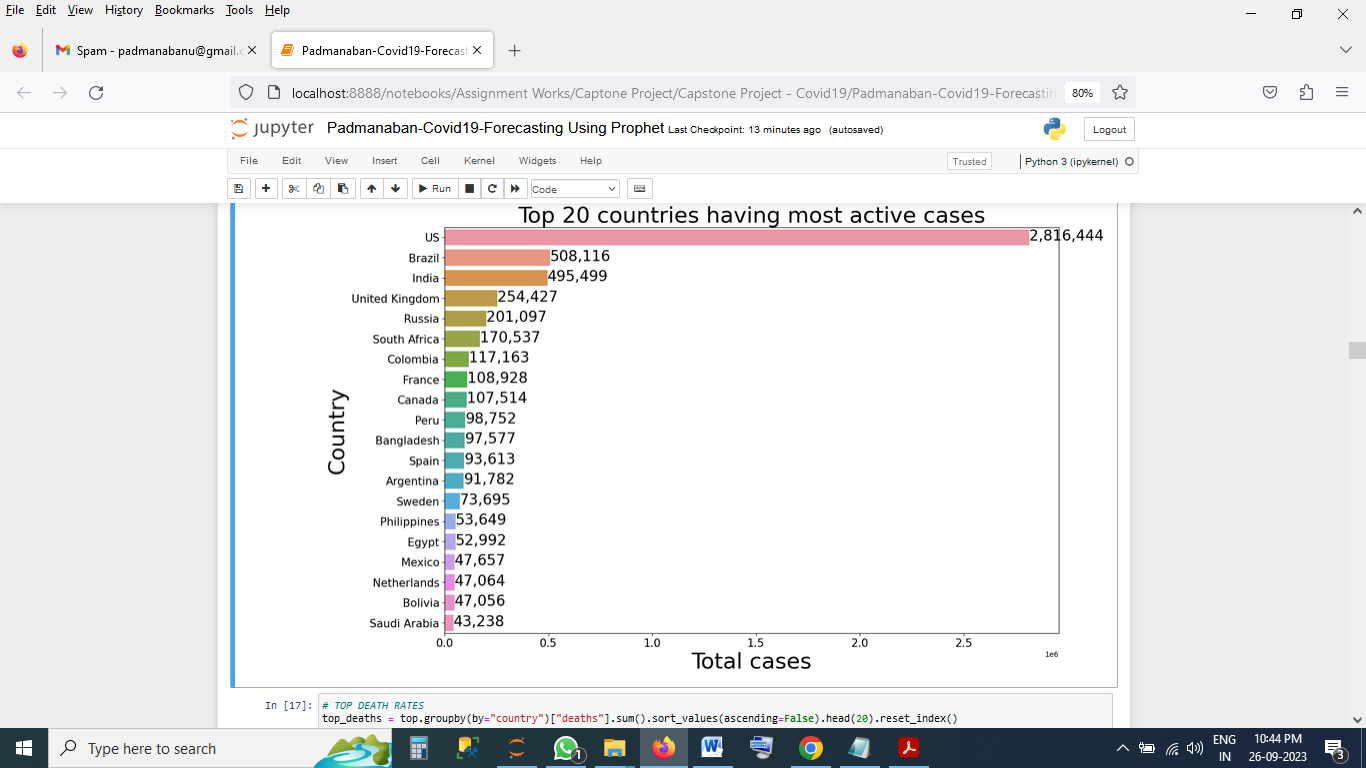 File Edit View History Bookmarks Tools Help
Spam - padmanabanu@gmail.c
Padmanaban-Covid19-Forecast
localhost:8888/notebooks/Assignment Works/Captone Project/Capstone Project - Covid19/Padmanaban-Covid19-Forecastin 80%
jupyter Padmanaban-Covid19-Forecasting Using Prophet Last Checkpoint: 13 minutes ago (autosaved) Logout
File Edit View Insert Cell Kernel Widgets Help Trusted Python 3 (ipykernel)
Run Code
Top 20 countries having most active cases
US 2,816,444
Brazil 508,116
India 495,499
United Kingdom 254,427
Russia 201,097
South Africa 170,537
Colombia 117,163
France 108,928
Canada 107,514
Peru 98,752
Bangladesh 97,577
Spain 93,613
Argentina 91,782
Sweden 73,695
Philippines 53,649
Egypt 52,992
Mexico 47,657
Netherlands 47,064
Bolivia 47,056
Saudi Arabia 43,238
Country
0.0 0.5 1.0 1.5 2.0 2.5
1e6
Total cases
In [17]: # TOP DEATH RATES
top_deaths = top.groupby(by="country")["deaths"].sum().sort_values(ascending=False).head(20).reset_index()
Type here to search
1
W
ENG
IN
10:44 PM
26-09-2023
3